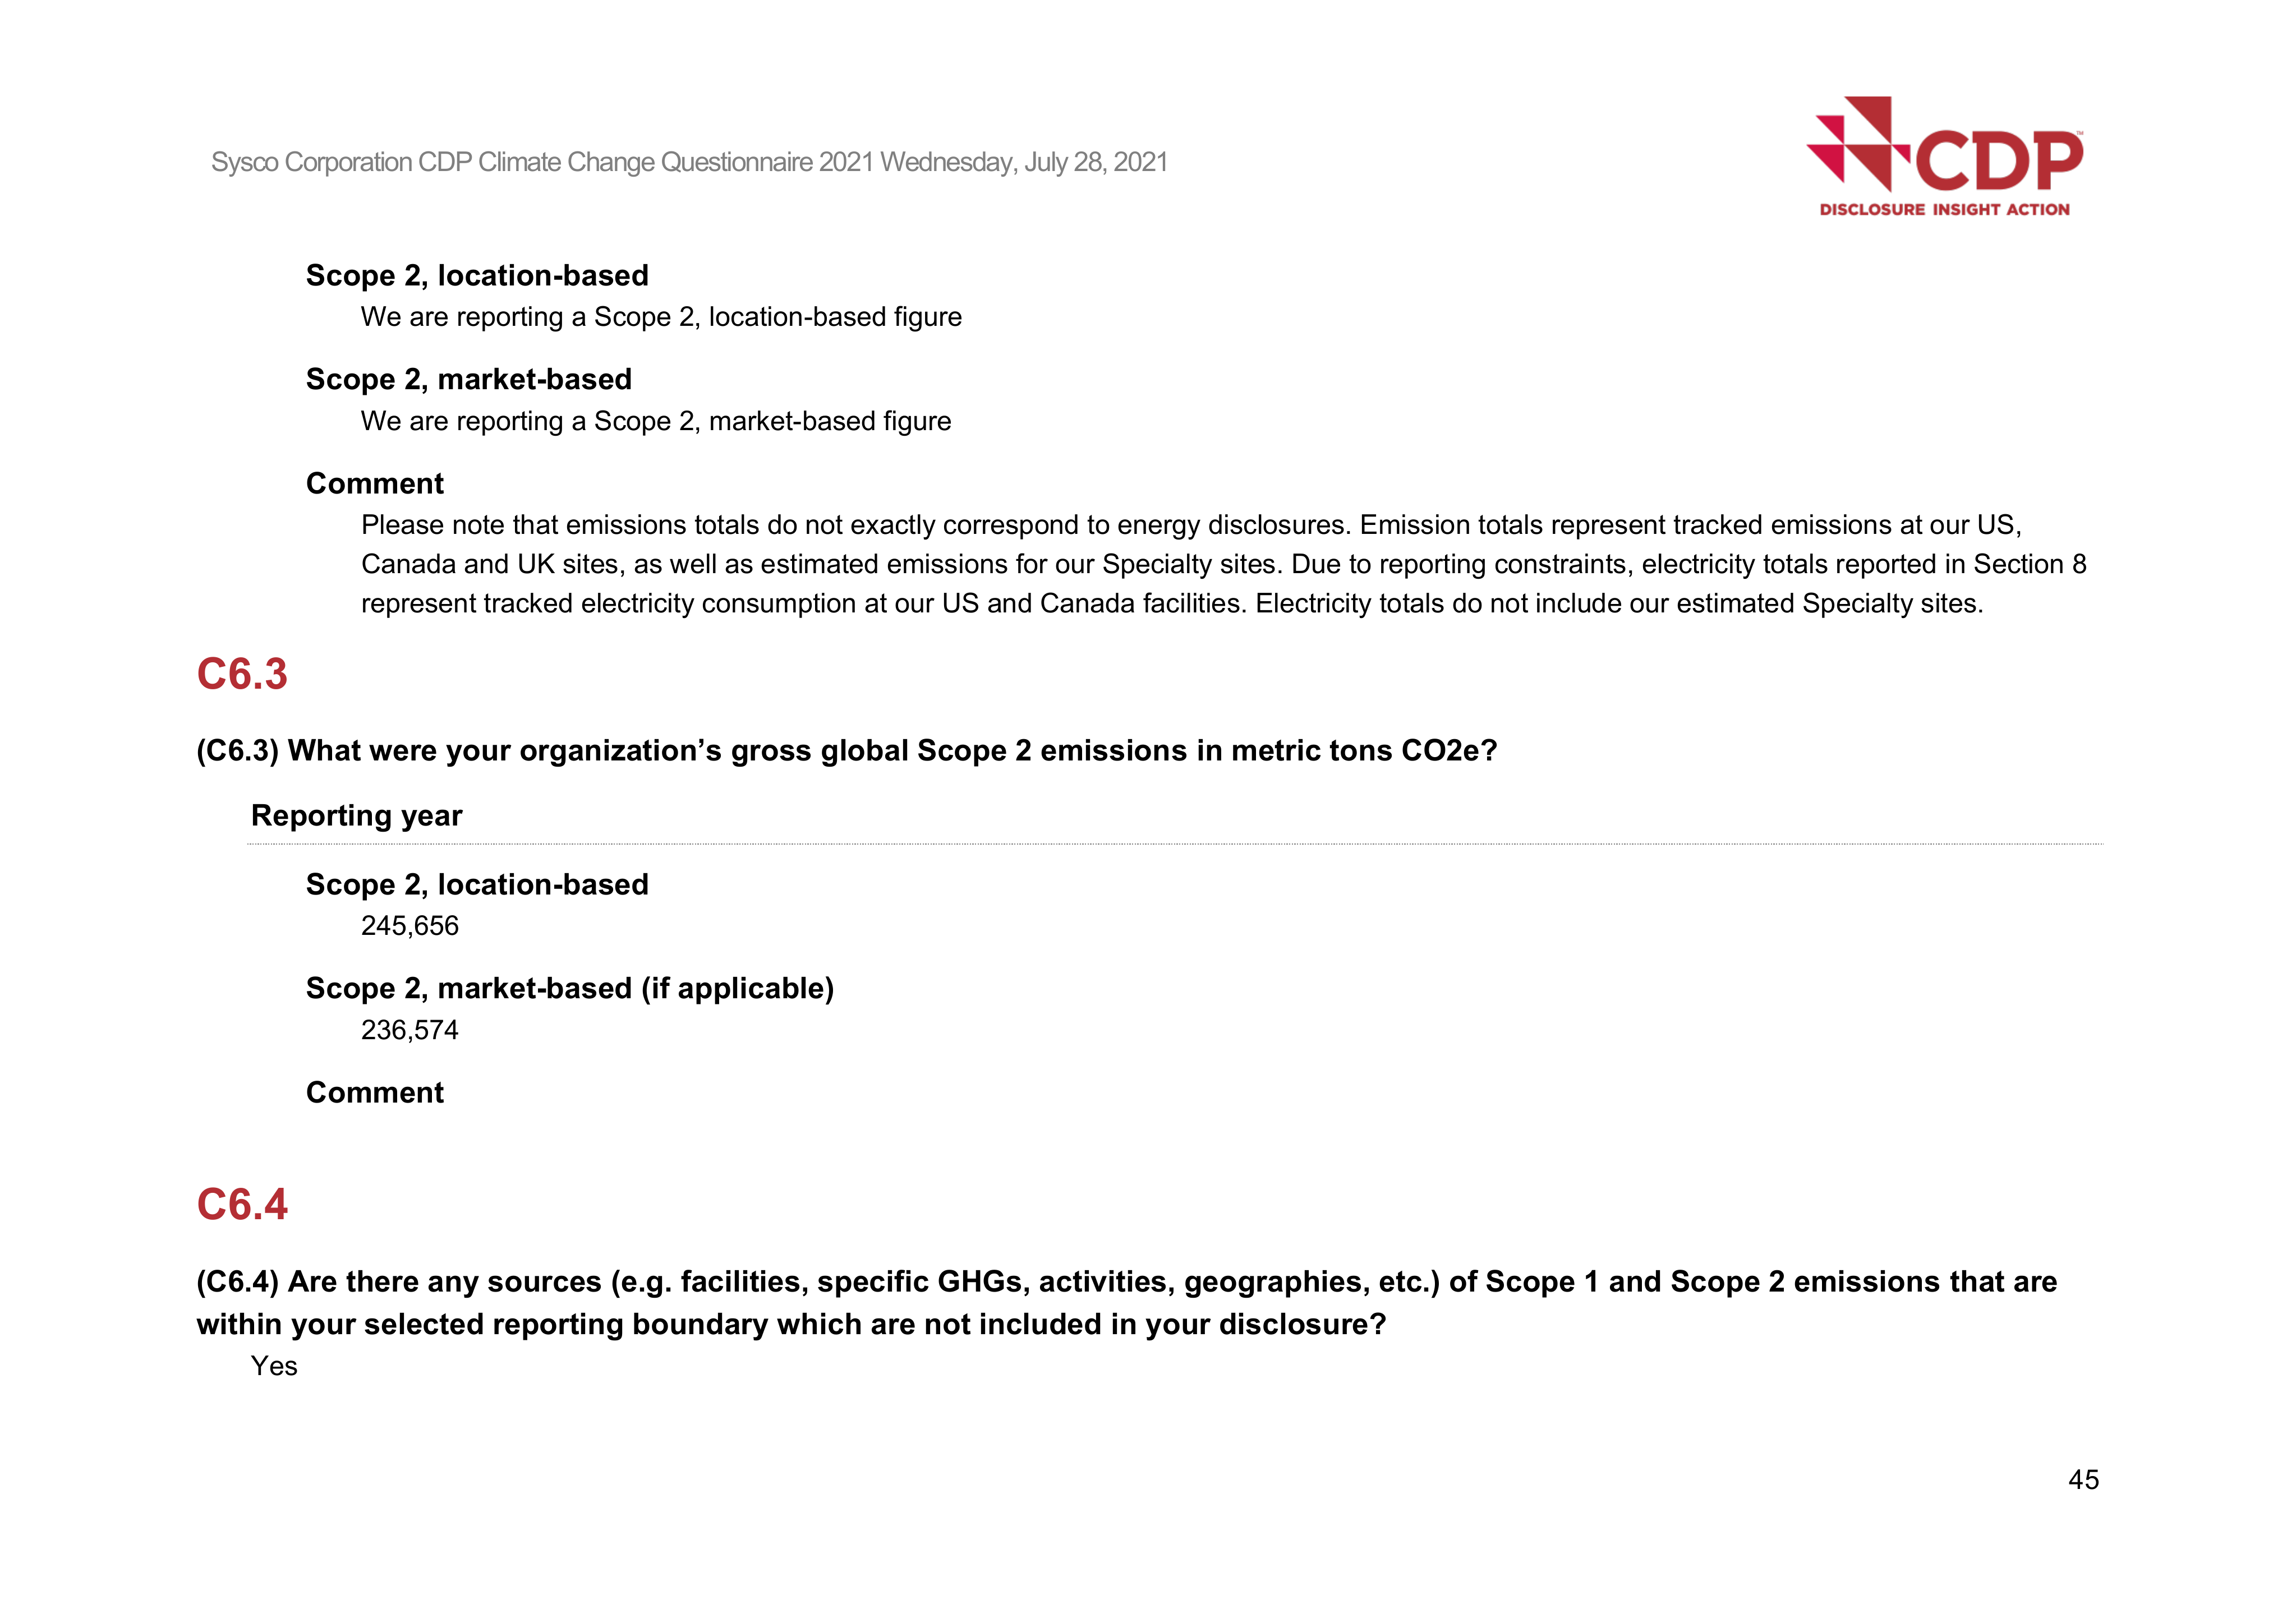 Sysco Corporation CDP Climate Change Questionnaire 2021 Wednesday, July 28, 2021
CDP™
DISCLOSURE INSIGHT ACTION
Scope 2, location-based
We are reporting a Scope 2, location-based figure
Scope 2, market-based
We are reporting a Scope 2, market-based figure
Comment
Please note that emissions totals do not exactly correspond to energy disclosures. Emission totals represent tracked emissions at our US,
Canada and UK sites, as well as estimated emissions for our Specialty sites. Due to reporting constraints, electricity totals reported in Section 8
represent tracked electricity consumption at our US and Canada facilities. Electricity totals do not include our estimated Specialty sites.
C6.3
(C6.3) What were your organization’s gross global Scope 2 emissions in metric tons CO2e?
Reporting year
Scope 2, location-based
245,656
Scope 2, market-based (if applicable)
236,574
Comment
C6.4
(C6.4) Are there any sources (e.g. facilities, specific GHGs, activities, geographies, etc.) of Scope 1 and Scope 2 emissions that are
within your selected reporting boundary which are not included in your disclosure?
Yes
45